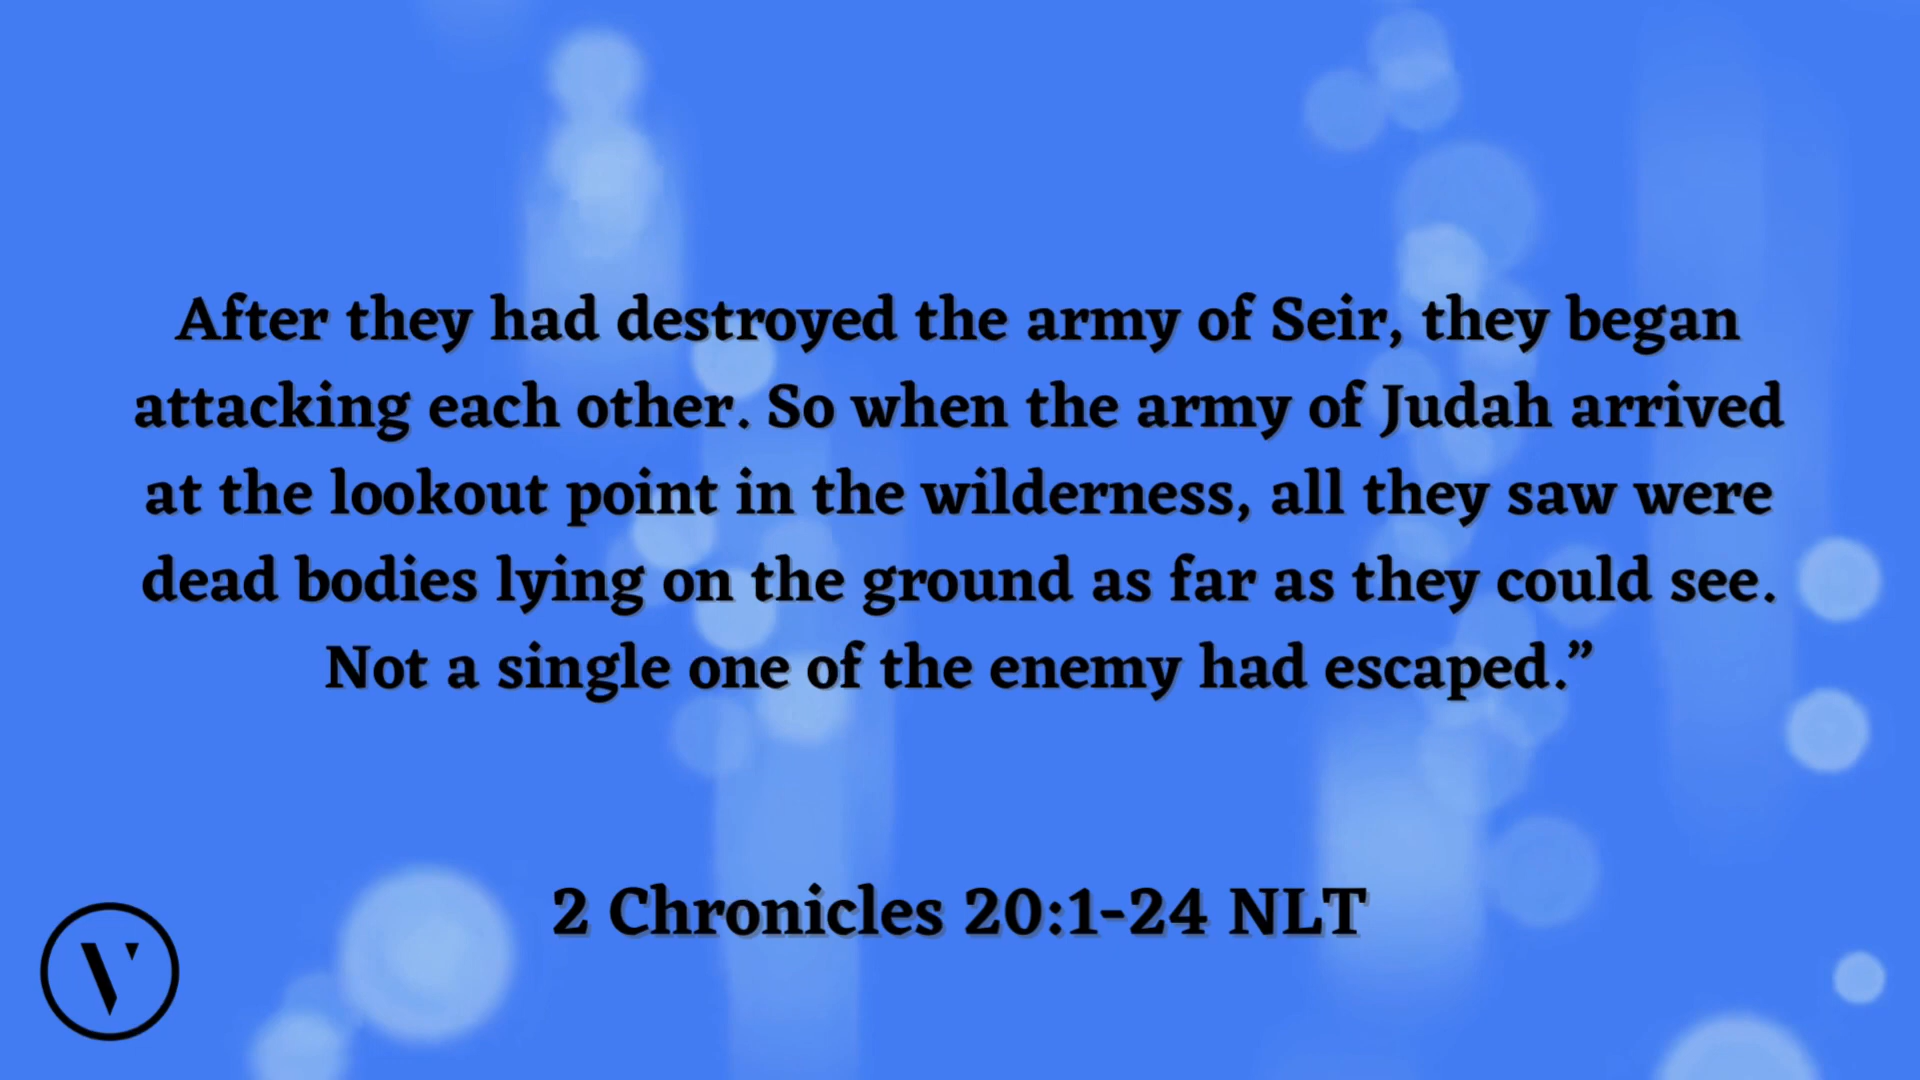 After they had destroyed the army of Seir, they began
attacking each other. So when the army of Judah arrived
at the lookout point in the wilderness, all they saw were
dead bodies lying on the ground as far as they could see.
Not a single one of the enemy had escaped.”
2 Chronicles 20:1-24 NLT
V